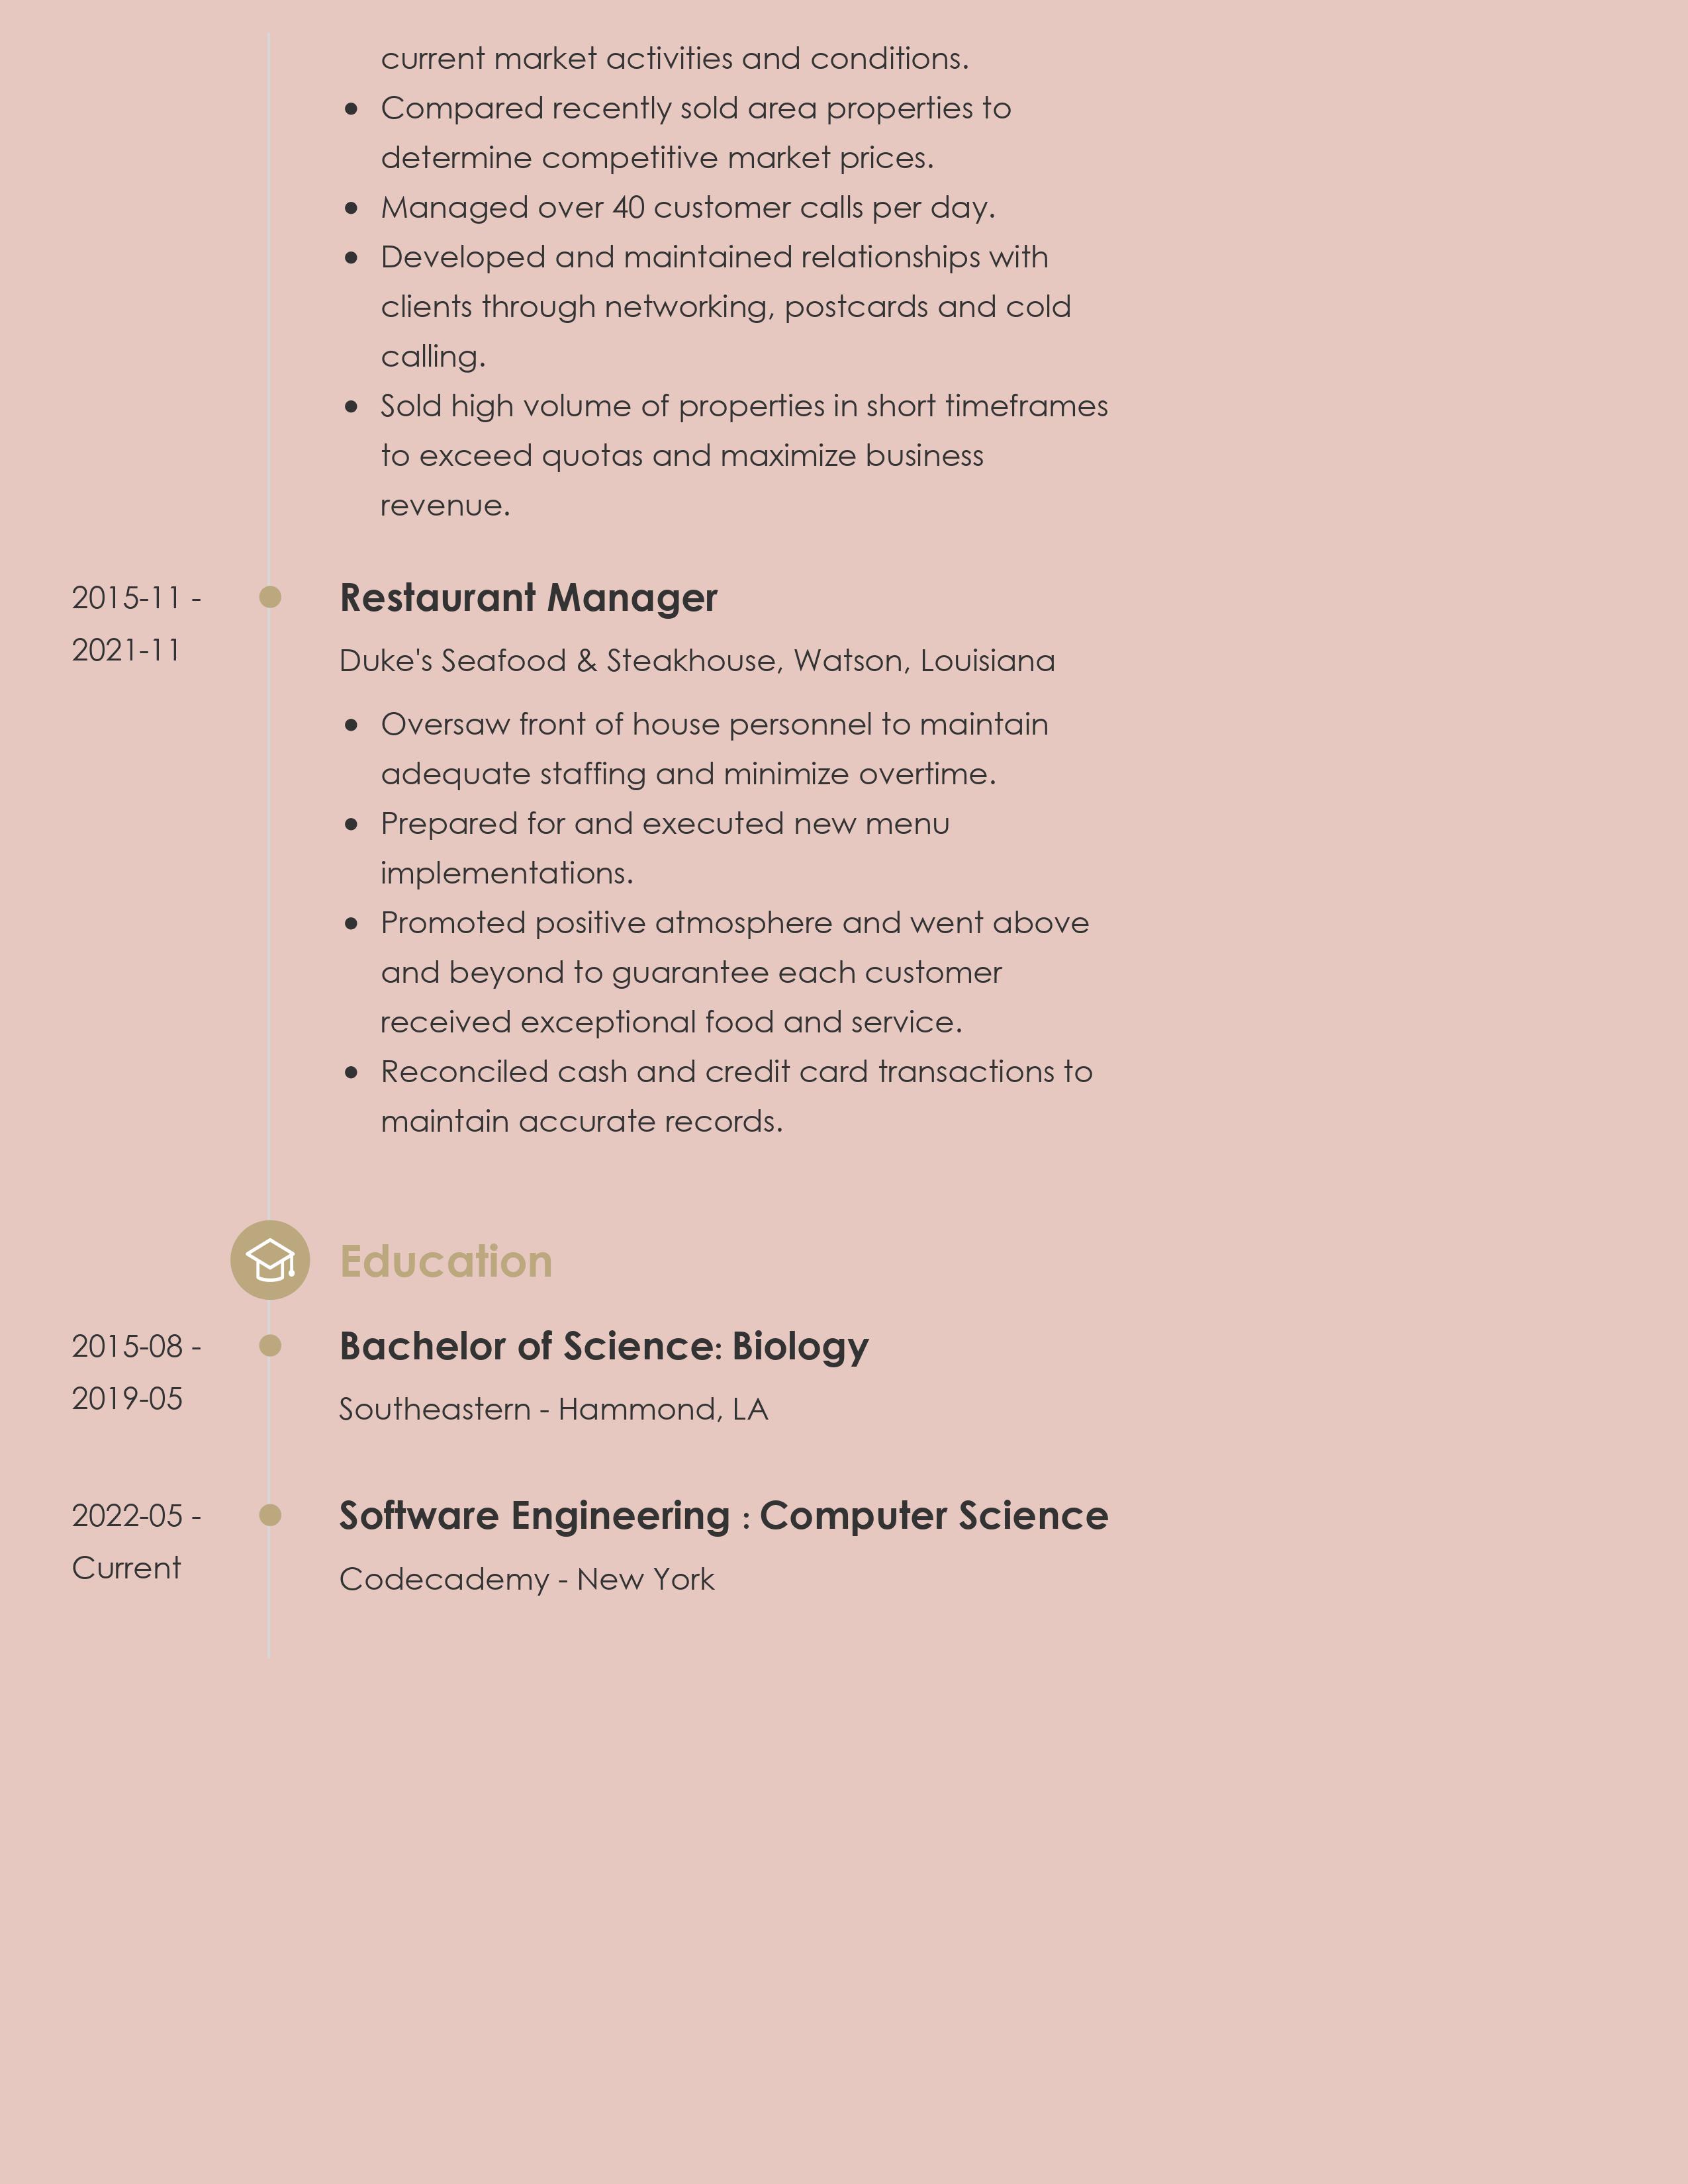 current market activities and conditions.
• Compared recently sold area properties to
determine competitive market prices.
• Managed over 40 customer calls per day.
• Developed and maintained relationships with
clients through networking, postcards and cold
calling.
• Sold high volume of properties in short timeframes
to exceed quotas and maximize business
revenue.
2015-11 -
2021-11
Restaurant Manager
Duke's Seafood & Steakhouse, Watson, Louisiana
• Oversaw front of house personnel to maintain
adequate staffing and minimize overtime.
• Prepared for and executed new menu
implementations.
• Promoted positive atmosphere and went above
and beyond to guarantee each customer
received exceptional food and service.
• Reconciled cash and credit card transactions to
maintain accurate records.
Education
2015-08 -
2019-05
Bachelor of Science: Biology
Southeastern - Hammond, LA
2022-05 -
Current
Software Engineering : Computer Science
Codecademy - New York